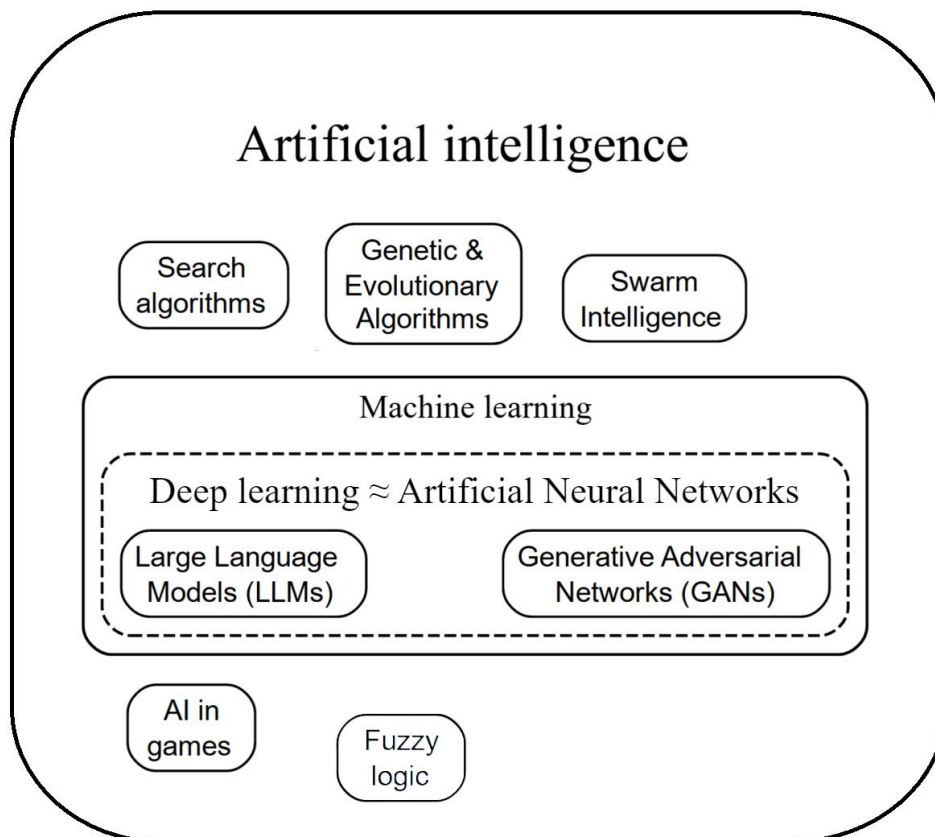 Artificial intelligence
Search
algorithms
Genetic &
Evolutionary
Algorithms
Swarm
Intelligence
Machine learning
Deep learning ≈ Artificial Neural Networks
Large Language
Models (LLMs)
Generative Adversarial
Networks (GANs)
AI in
games
Fuzzy
logic